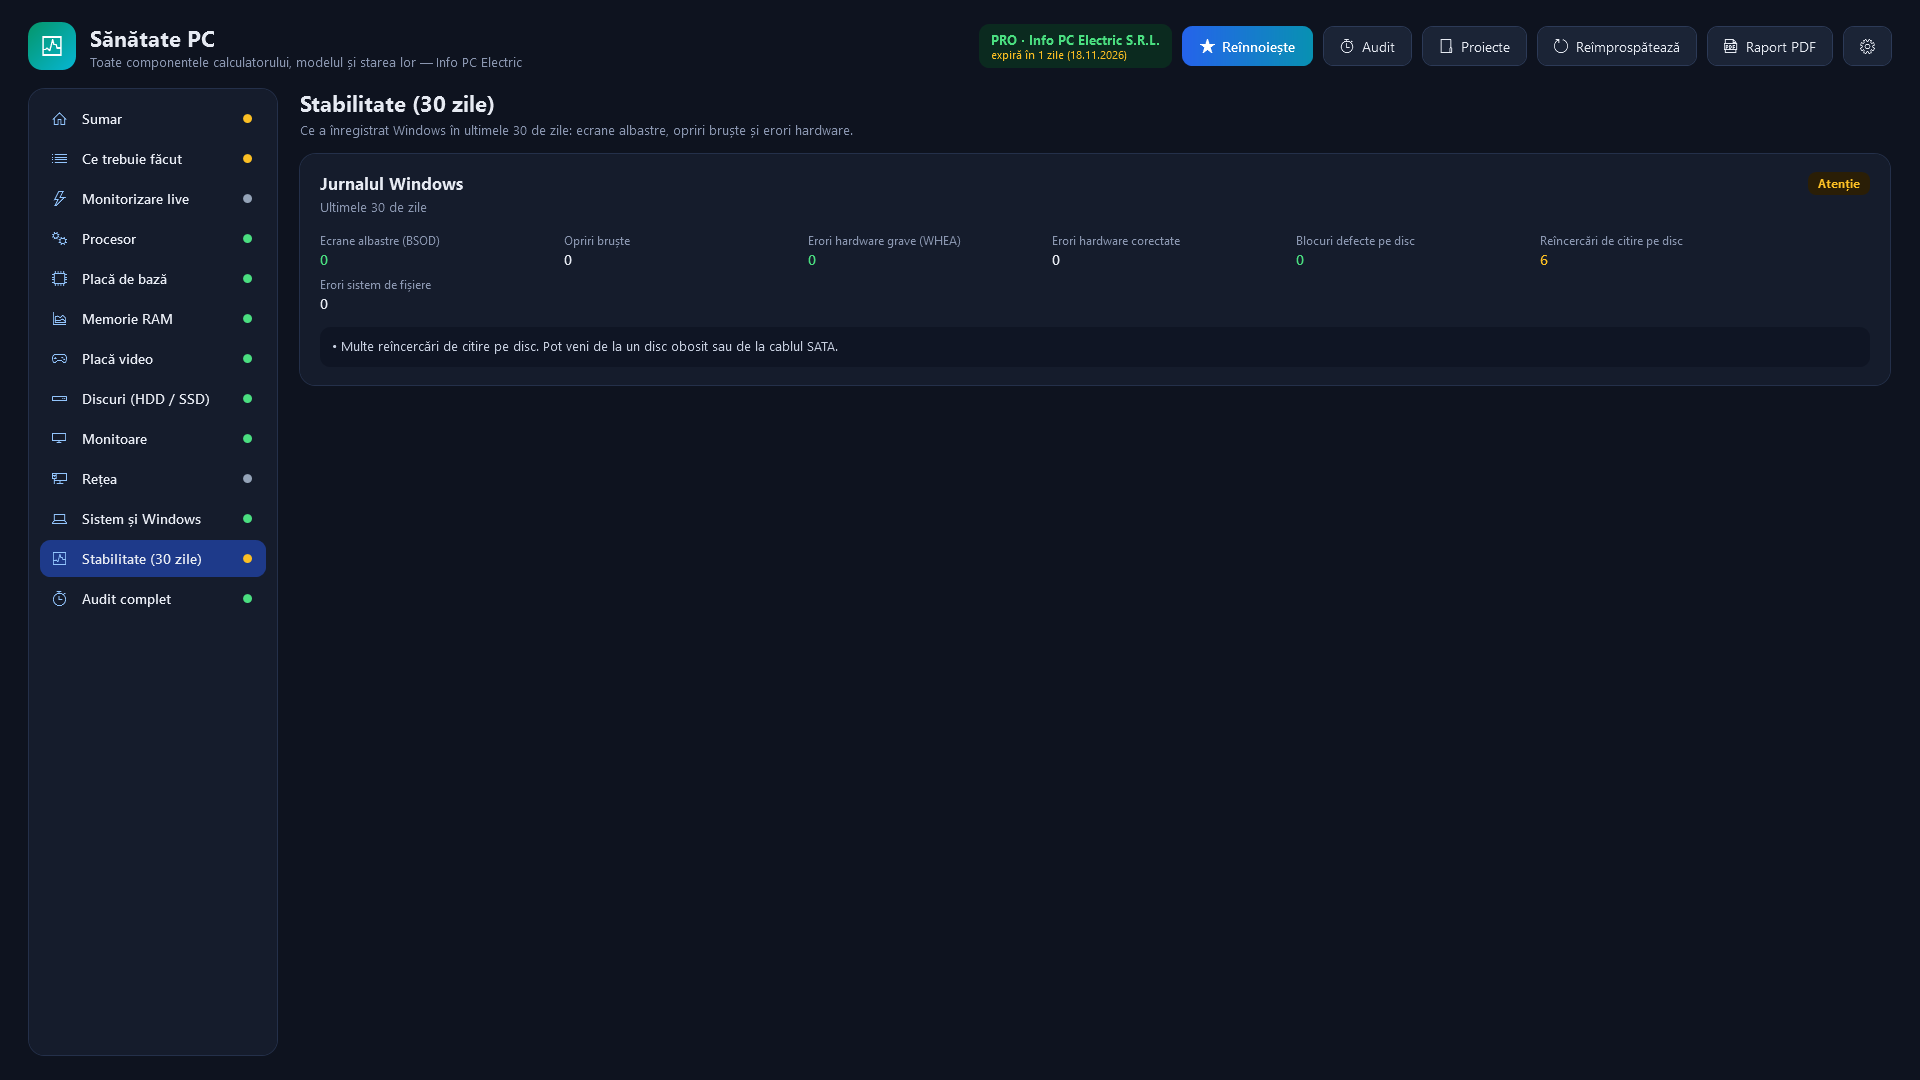 Sănătate PC
Toate componentele calculatorului, modelul și starea lor — Info PC Electric
PRO · Info PC Electric S.R.L.
expiră în 1 zile (18.11.2026)
Reînnoiește
Audit
Proiecte
Reîmprospătează
Raport PDF
Sumar
Ce trebuie făcut
Monitorizare live
Procesor
Placă de bază
Memorie RAM
Placă video
Discuri (HDD / SSD)
Monitoare
Rețea
Sistem și Windows
Stabilitate (30 zile)
Audit complet
Stabilitate (30 zile)
Ce a înregistrat Windows în ultimele 30 de zile: ecrane albastre, opriri bruște și erori hardware.
Jurnalul Windows
Atenție
Ultimele 30 de zile
Ecrane albastre (BSOD)
0
Opriri bruște
0
Erori hardware grave (WHEA)
0
Erori hardware corectate
0
Blocuri defecte pe disc
0
Reîncercări de citire pe disc
6
Erori sistem de fișiere
0
• Multe reîncercări de citire pe disc. Pot veni de la un disc obosit sau de la cablul SATA.